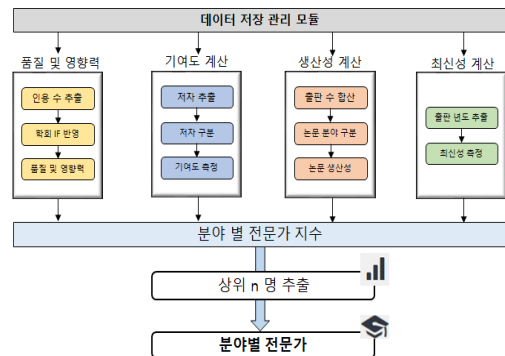 데이터 저장 관리 모듈
품질 및 영향력
기여도 계산
생산성 계산
최신성 계산
인용 수 추출
학회 IF 반영
품질 및 영향력
저자 추출
저자 구분
기여도 측정
출판 수 합산
논문 분야 구분
논문 생산성
출판 년도 추출
최신성 측정
분야 별 전문가 지수
상위 n 명 추출
분야별 전문가